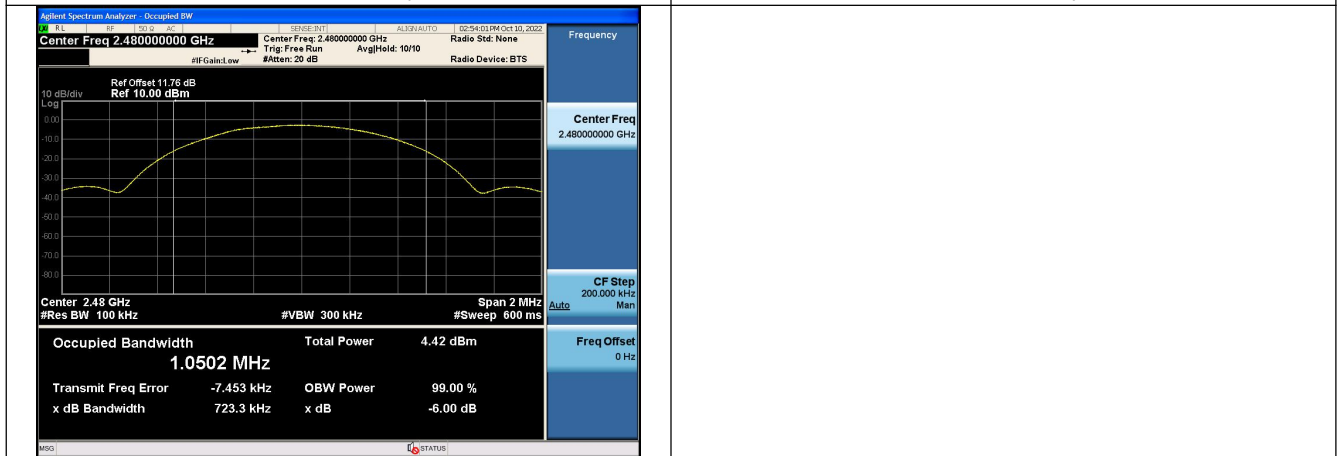 Agilent Spectrum Analyzer - Occupied BW
RL RF 50 Ω AC SENSE:INT ALIGN AUTO 02:54:01 PM Oct 10, 2022
Center Freq 2.480000000 GHz Center Freq: 2.480000000 GHz Radio Std: None Frequency
Trig: Free Run Avg|Hold: 10/10
#IFGain:Low #Atten: 20 dB Radio Device: BTS
Ref Offset 11.76 dB
10 dB/div Ref 10.00 dBm
Log
0.00
-10.0
-20.0
-30.0
-40.0
-50.0
-60.0
-70.0
-80.0
Center Freq
2.480000000 GHz
CF Step
200.000 kHz
Auto Man
Center 2.48 GHz Span 2 MHz
#Res BW 100 kHz #VBW 300 kHz #Sweep 600 ms
Occupied Bandwidth Total Power 4.42 dBm
1.0502 MHz
Freq Offset
0 Hz
Transmit Freq Error -7.453 kHz OBW Power 99.00 %
x dB Bandwidth 723.3 kHz x dB -6.00 dB
MSG STATUS